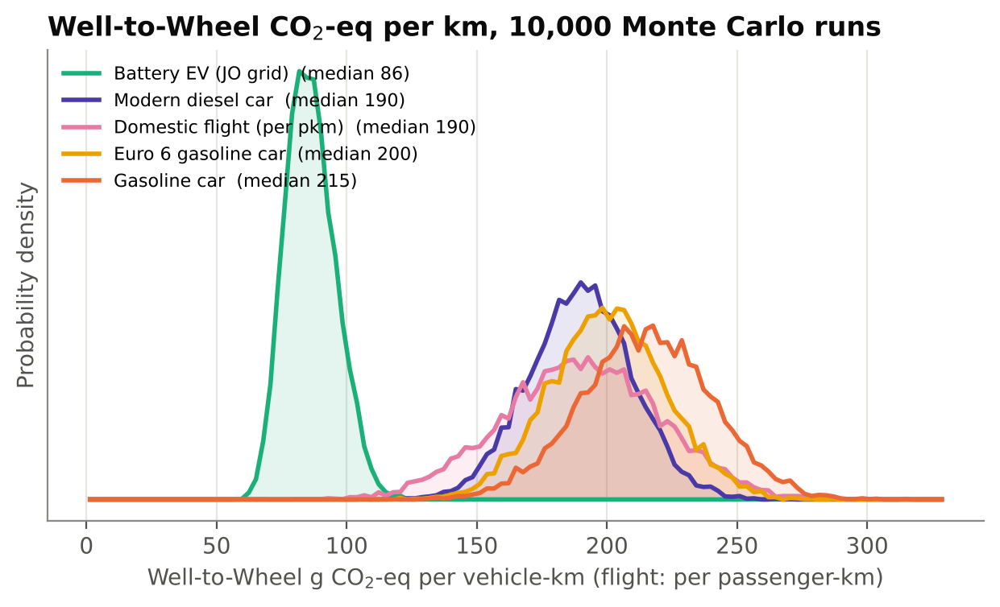 Well-to-Wheel CO₂-eq per km, 10,000 Monte Carlo runs
Battery EV (JO grid)  (median 86)
Modern diesel car  (median 190)
Domestic flight (per pkm)  (median 190)
Euro 6 gasoline car  (median 200)
Gasoline car  (median 215)
Probability density
0 50 100 150 200 250 300
Well-to-Wheel g CO₂-eq per vehicle-km (flight: per passenger-km)